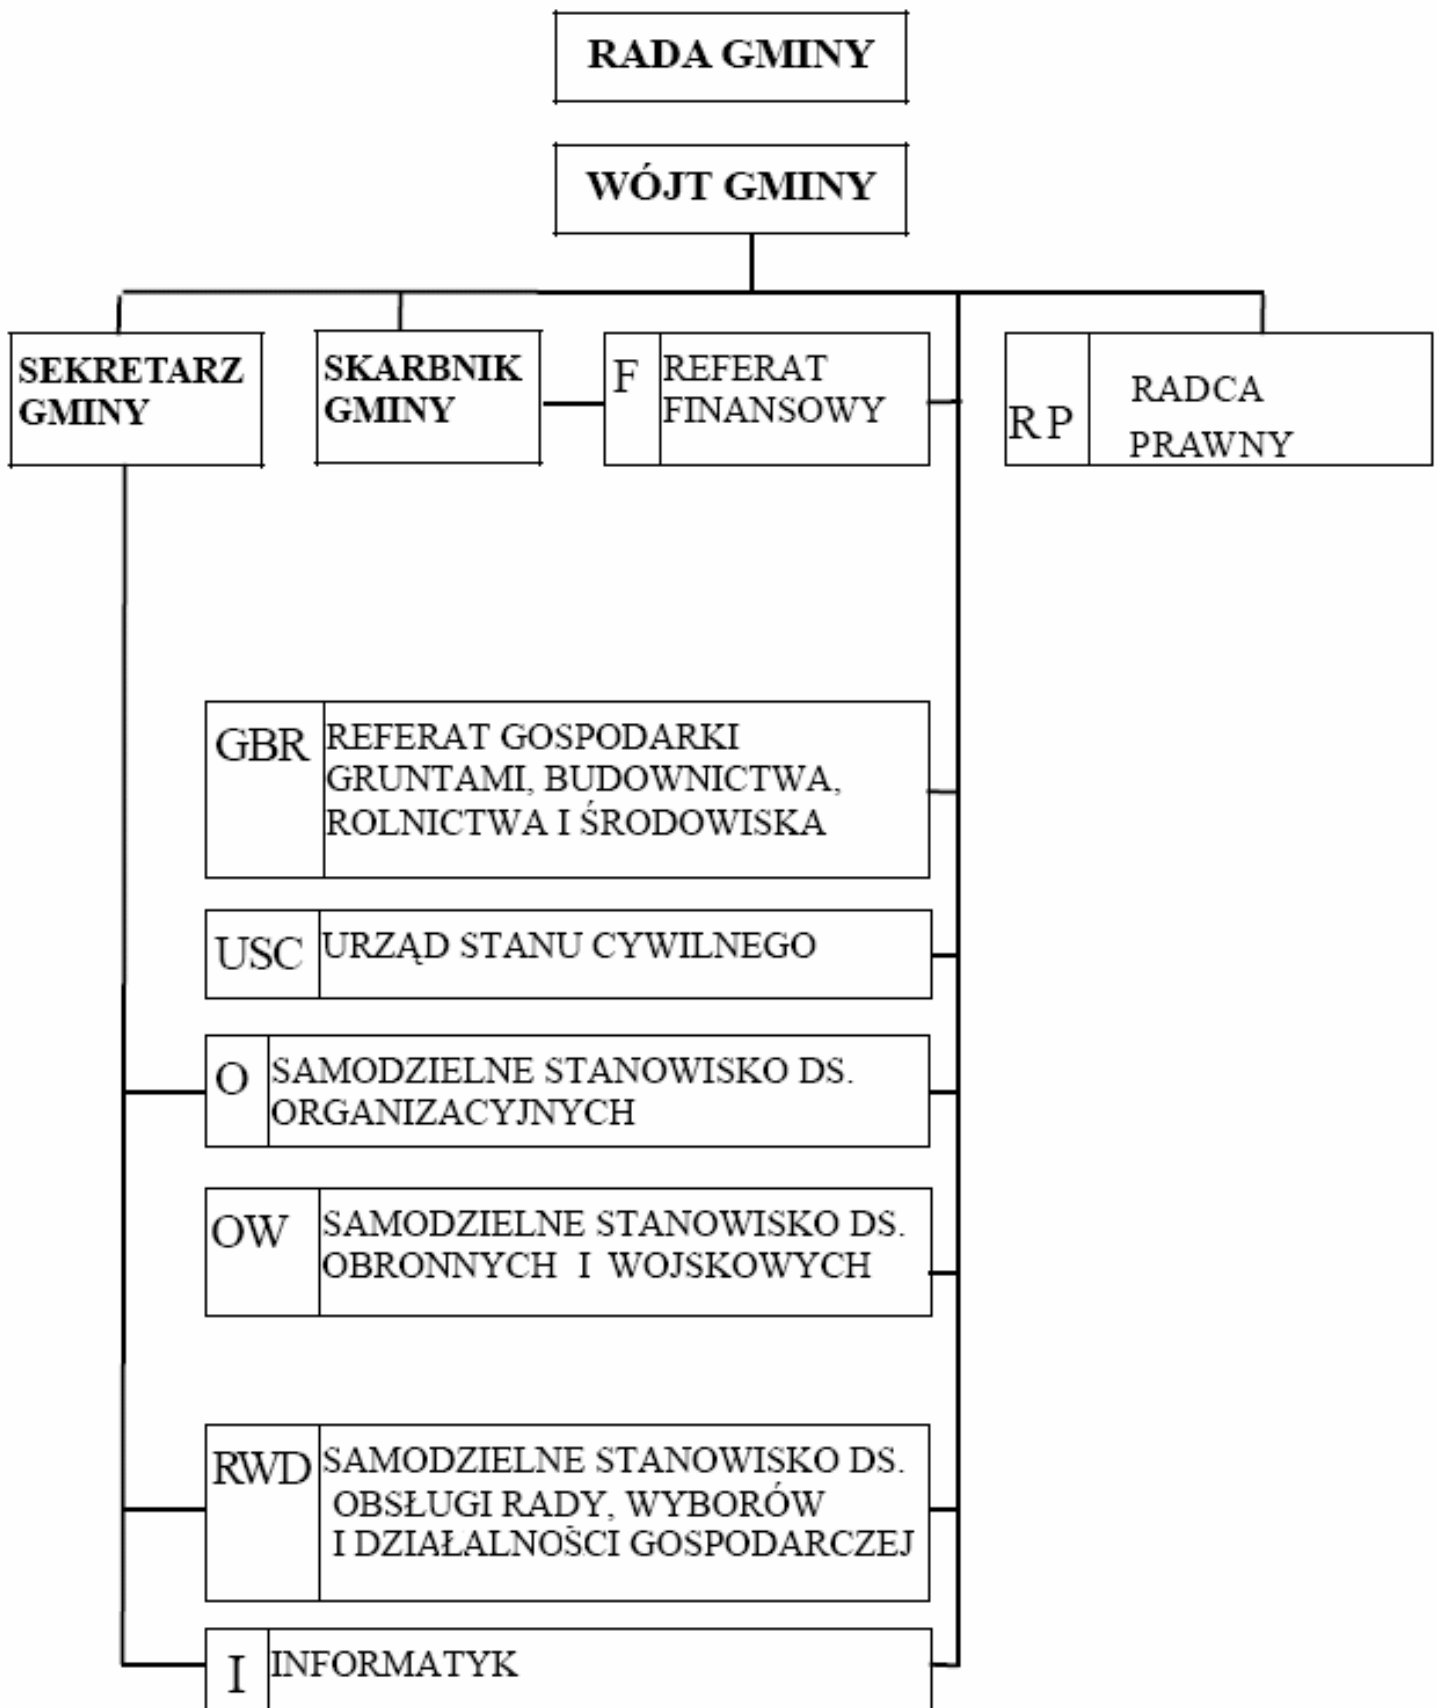 RADA GMINY
WÓJT GMINY
SEKRETARZ
GMINY
SKARBNIK
GMINY
F
REFERAT
FINANSOWY
RP
RADCA
PRAWNY
GBR
REFERAT GOSPODARKI
GRUNTAMI, BUDOWNICTWA,
ROLNICTWA I ŚRODOWISKA
USC
URZĄD STANU CYWILNEGO
O
SAMODZIELNE STANOWISKO DS.
ORGANIZACYJNYCH
OW
SAMODZIELNE STANOWISKO DS.
OBRONNYCH I WOJSKOWYCH
RWD
SAMODZIELNE STANOWISKO DS.
OBSŁUGI RADY, WYBORÓW
I DZIAŁALNOŚCI GOSPODARCZEJ
I
INFORMATYK